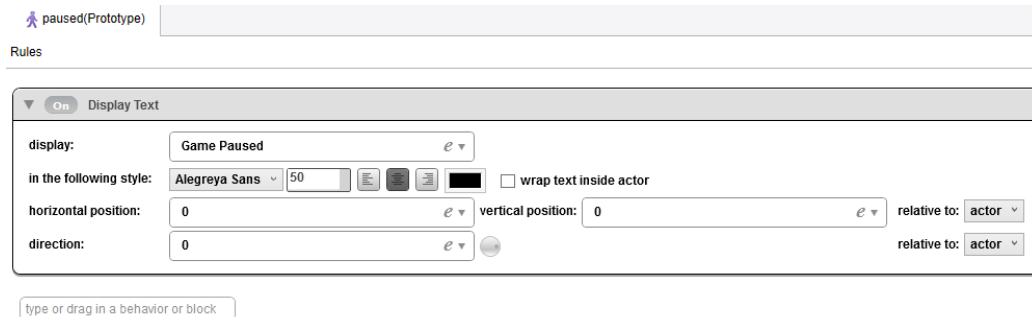 paused(Prototype)
Rules
On Display Text
display: Game Paused e
in the following style: Alegreya Sans 50 wrap text inside actor
horizontal position: 0 e vertical position: 0 e relative to: actor
direction: 0 e relative to: actor
type or drag in a behavior or block